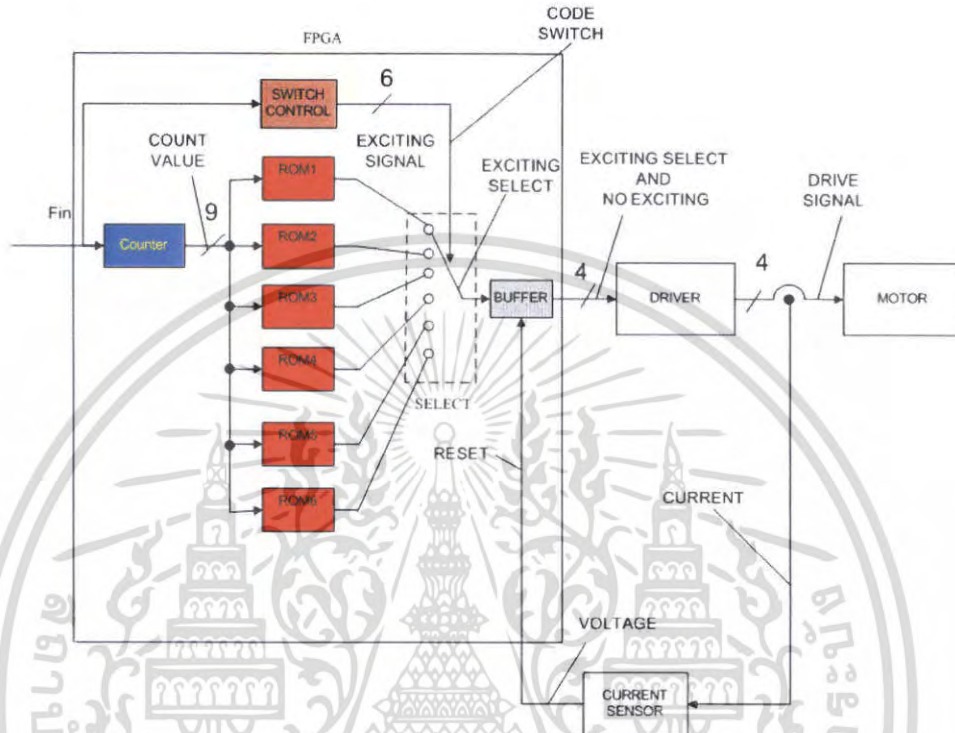 CODE
SWITCH
FPGA
6
SWITCH
CONTROL
COUNT
VALUE
EXCITING
SIGNAL
EXCITING
SELECT
EXCITING SELECT
AND
NO EXCITING
DRIVE
SIGNAL
ROM1
Fin
9
Counter
ROM2
4
4
BUFFER
DRIVER
MOTOR
ROM3
ROM4
SELECT
ROM5
RESET
ROM6
CURRENT
VOLTAGE
CURRENT
SENSOR